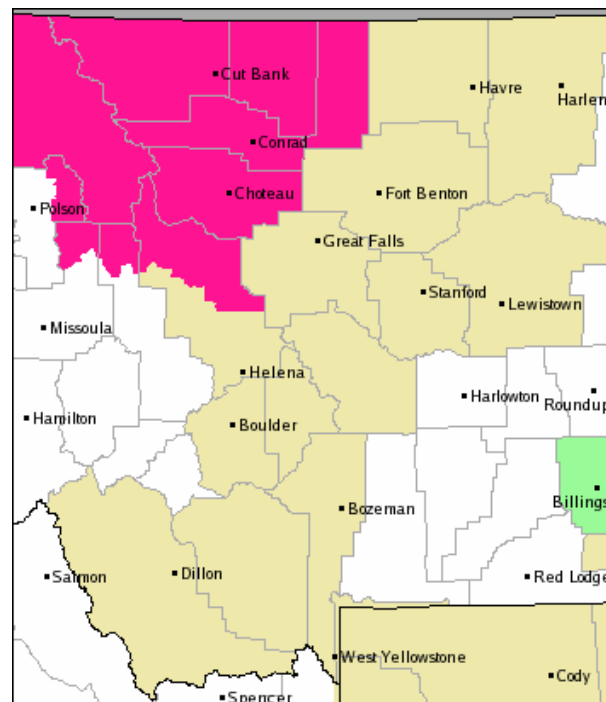 Cut Bank
Havre
Harlem
Conrad
Choteau
Fort Benton
Polson
Great Falls
Stanford
Lewistown
Missoula
Helena
Harlowton
Roundup
Hamilton
Boulder
Billings
Bozeman
Salmon
Dillon
Red Lodge
West Yellowstone
Cody
Spencer